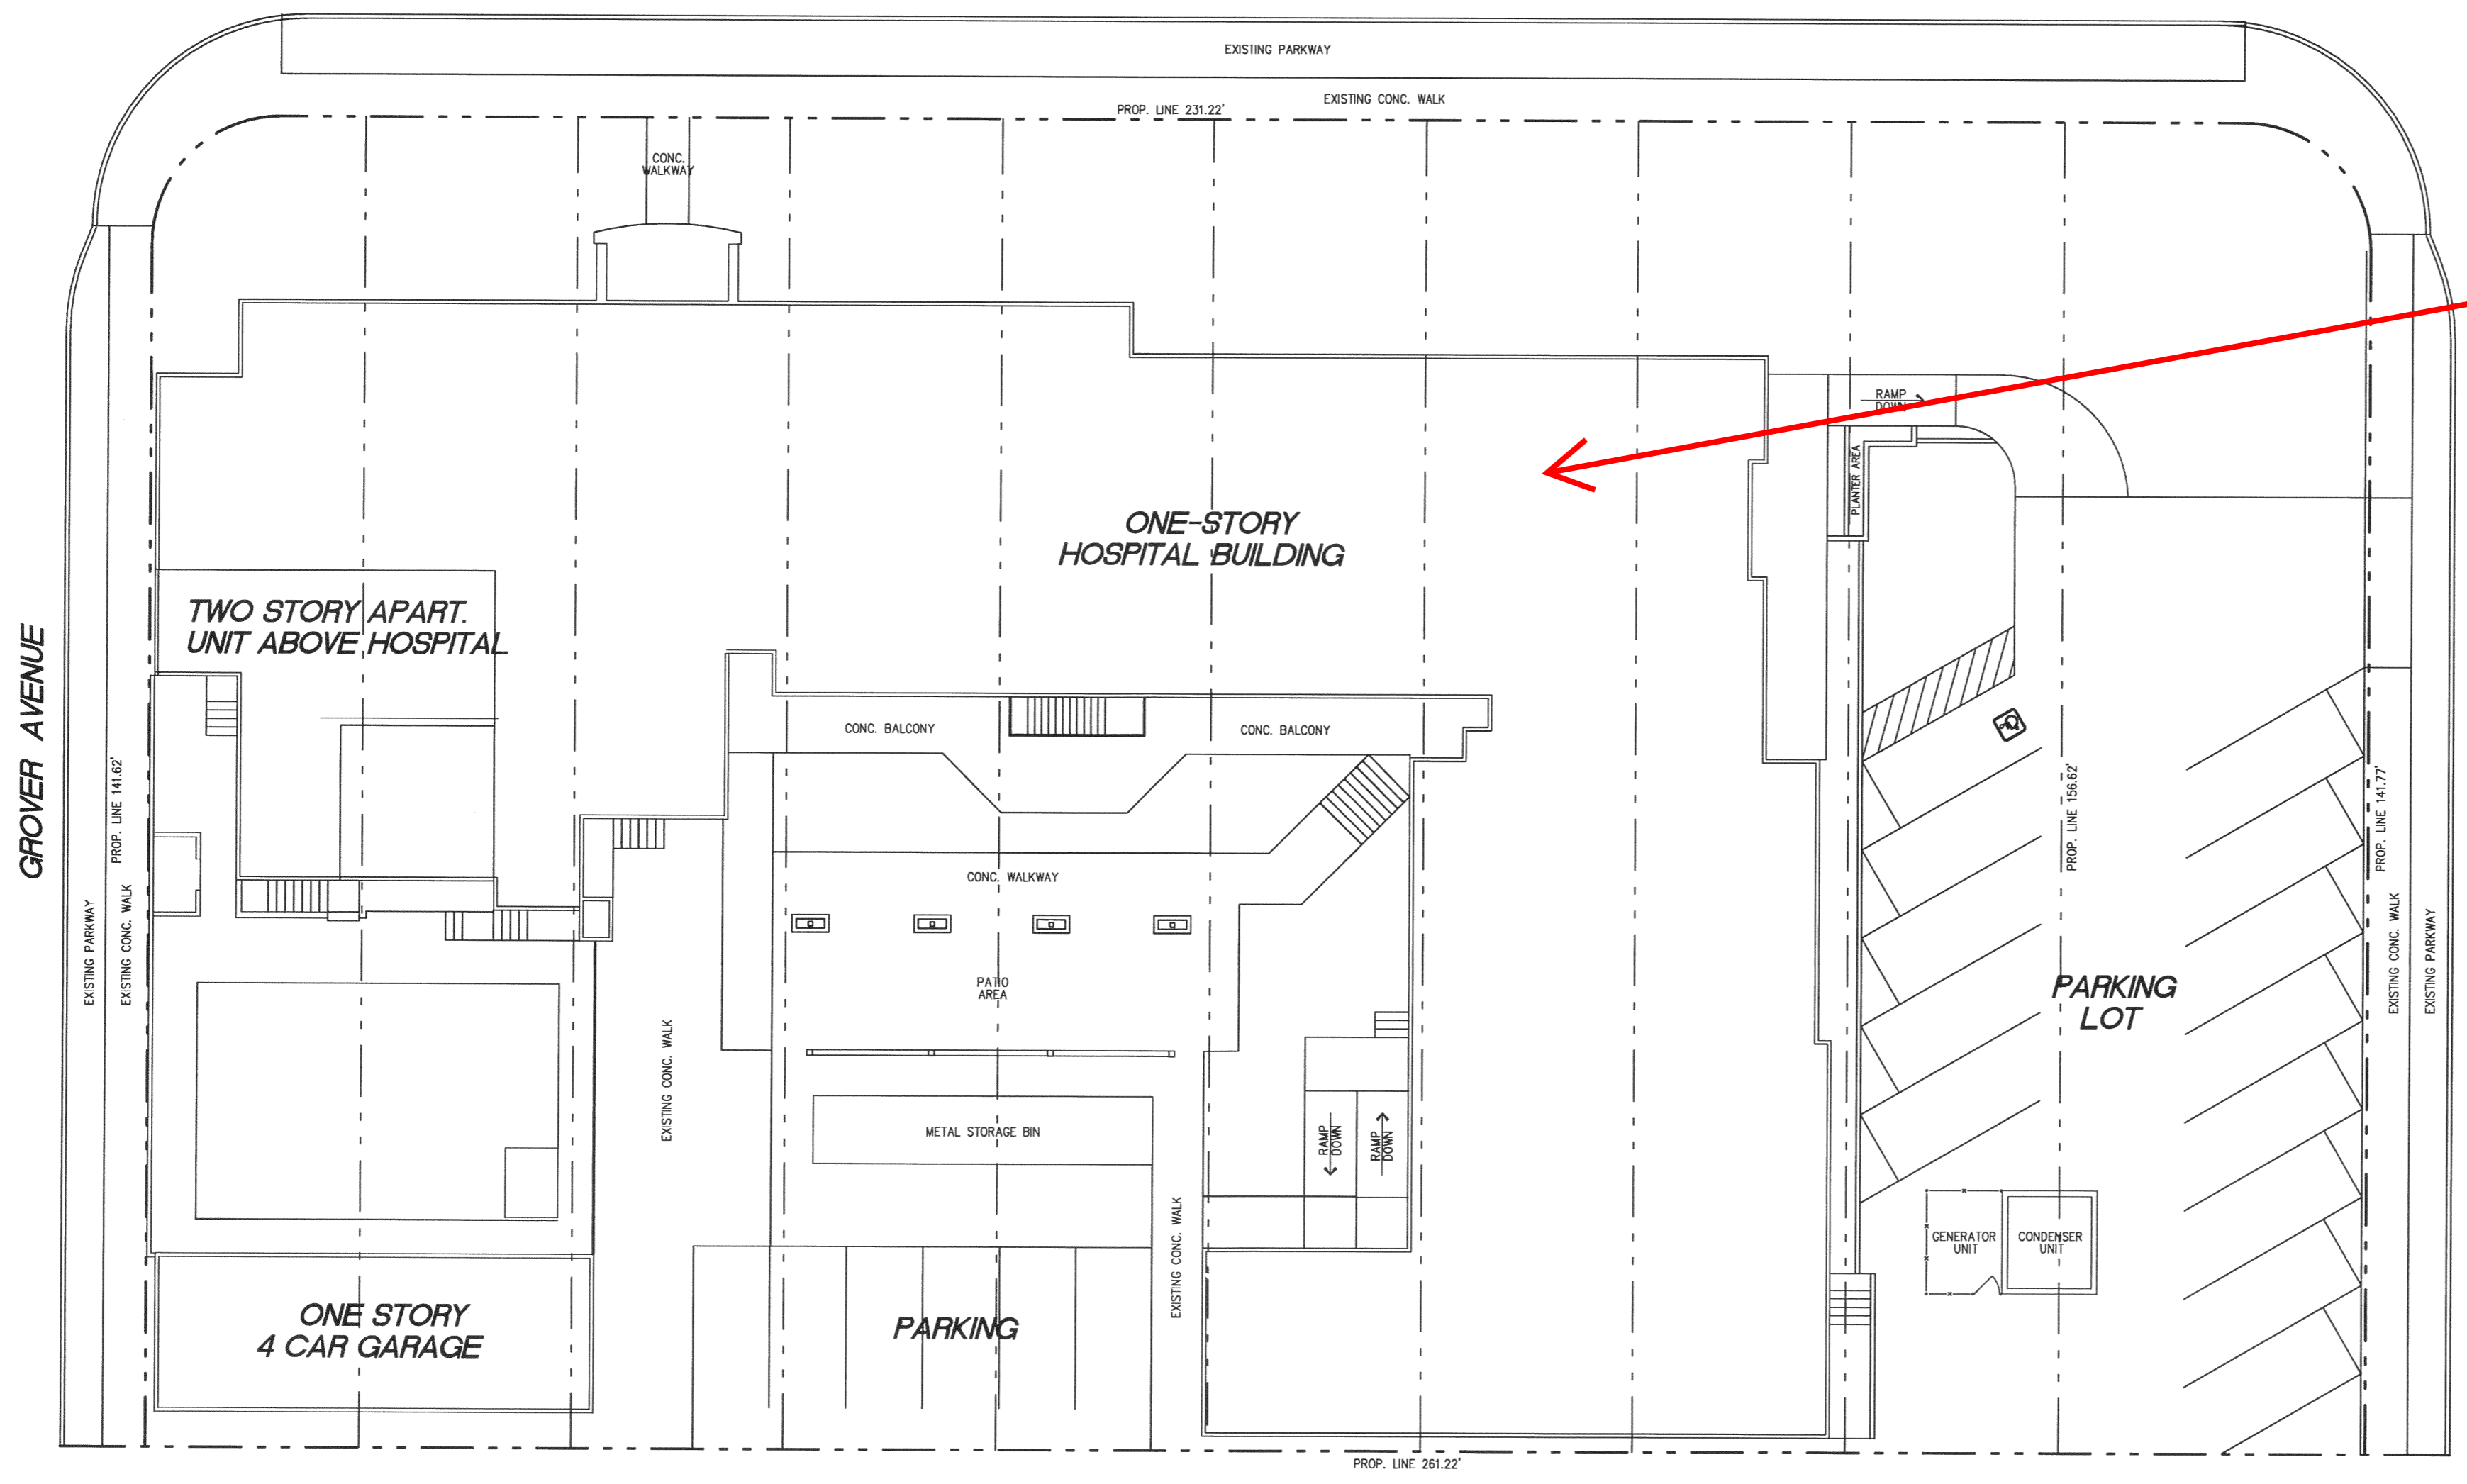 EXISTING PARKWAY
EXISTING CONC. WALK
PROP. LINE 231.22'
CONC.
WALKWAY
RAMP
DOWN
PLANTER AREA
ONE-STORY
HOSPITAL BUILDING
TWO STORY APART.
UNIT ABOVE HOSPITAL
GROVER AVENUE
CONC. BALCONY
CONC. BALCONY
PROP. LINE 141.62'
PROP. LINE 156.62'
PROP. LINE 141.77'
CONC. WALKWAY
EXISTING PARKWAY
EXISTING CONC. WALK
PATIO
AREA
PARKING
LOT
EXISTING CONC. WALK
EXISTING PARKWAY
EXISTING CONC. WALK
METAL STORAGE BIN
RAMP
DOWN
RAMP
DOWN
EXISTING CONC. WALK
GENERATOR
UNIT
CONDENSER
UNIT
ONE STORY
4 CAR GARAGE
PARKING
PROP. LINE 261.22'